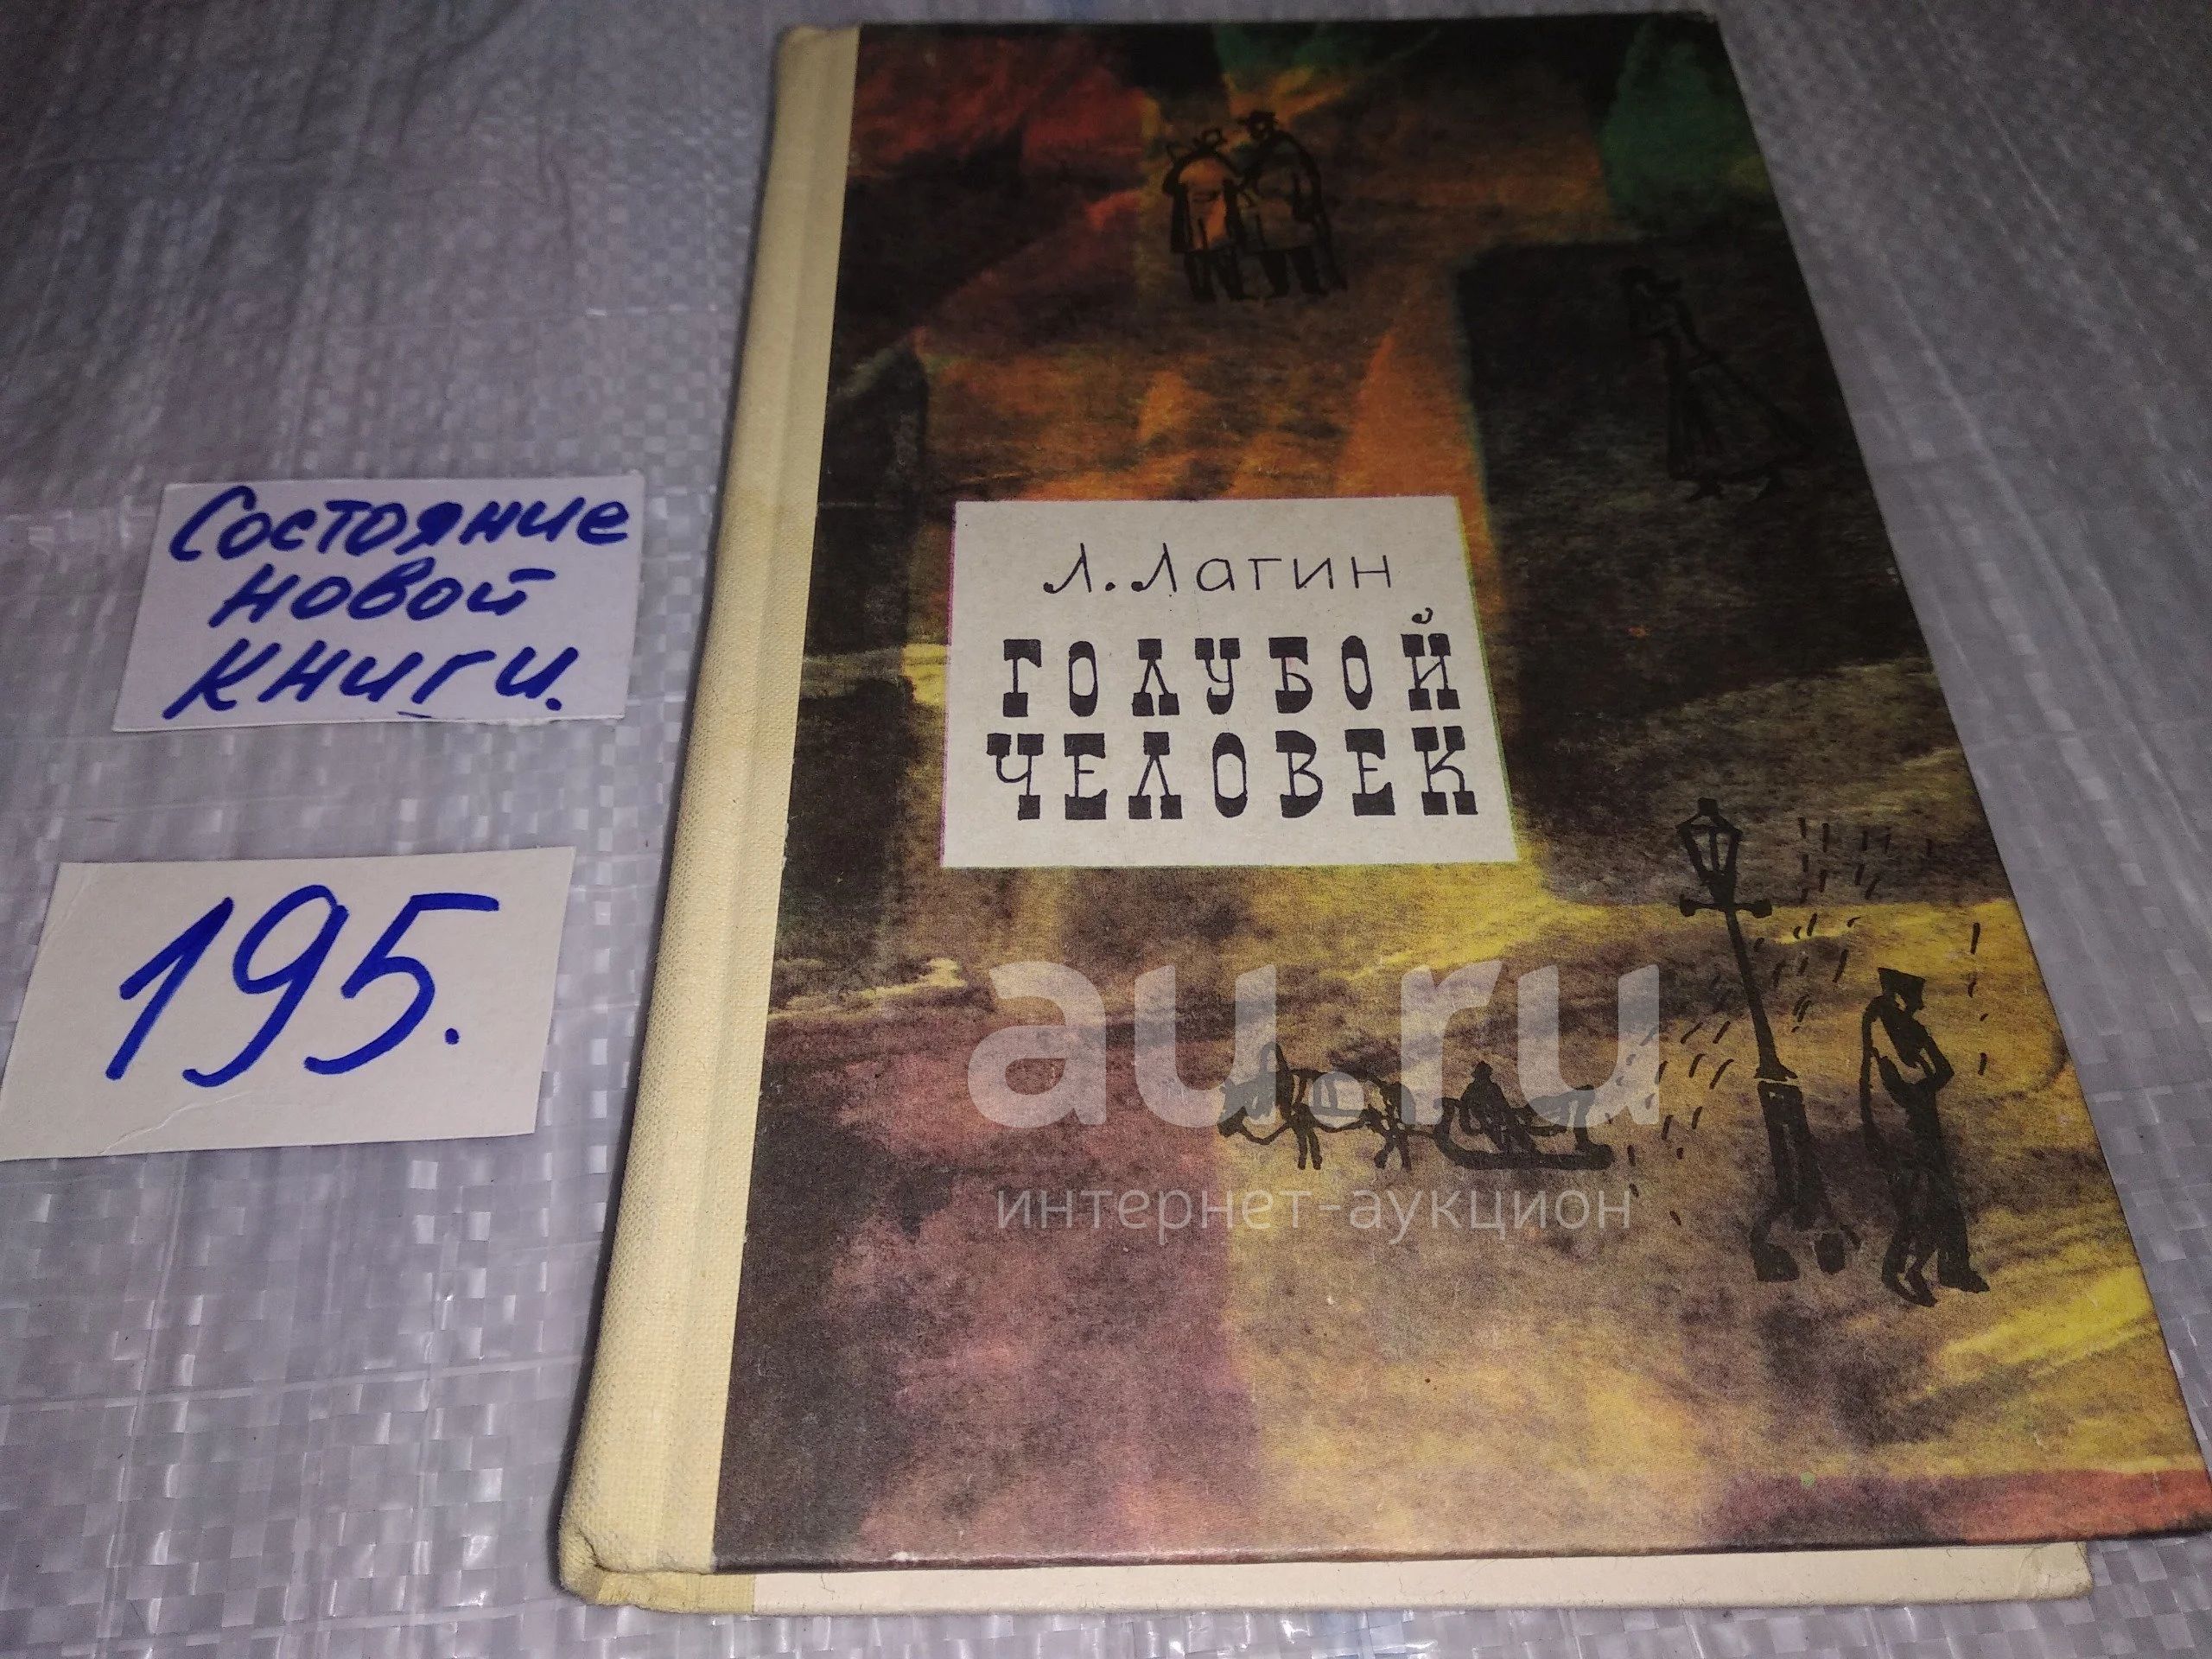 Состояние
новой
книги.
195.
Л. Лагин
ГОЛУБОЙ
ЧЕЛОВЕК
au.ru
интернет-аукцион